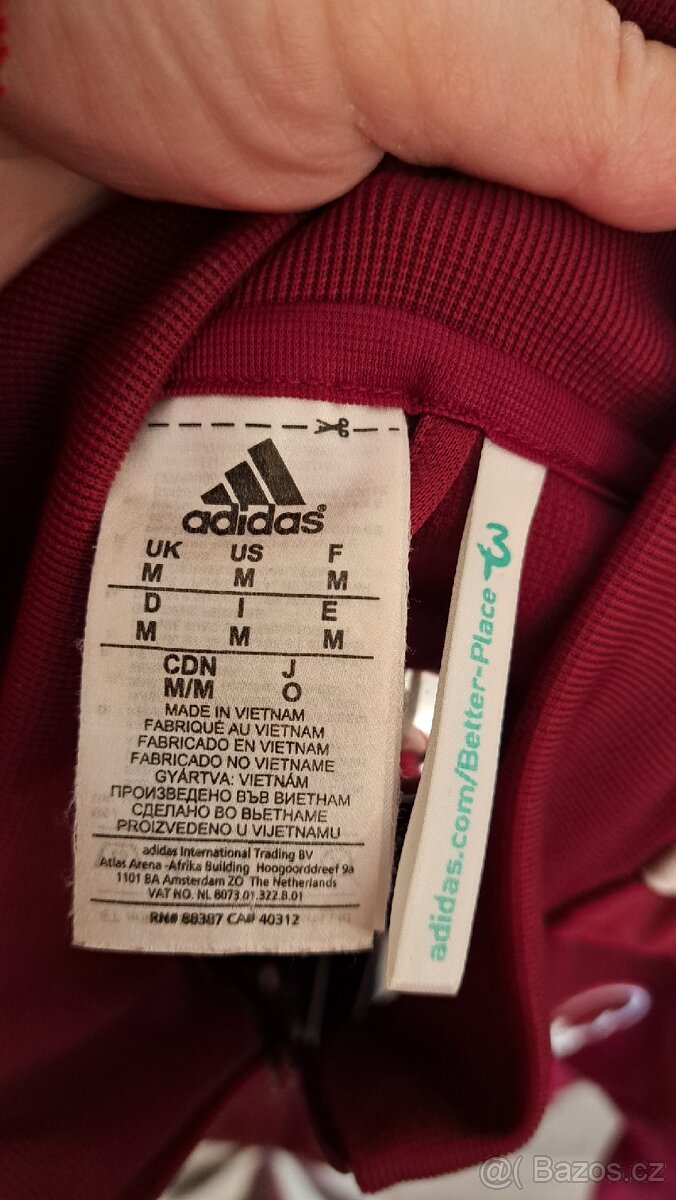 adidas
UK US F
M M M
D I E
M M M
CDN J
M/M O
MADE IN VIETNAM
FABRIQUÉ AU VIETNAM
FABRICADO EN VIETNAM
FABRICADO NO VIETNAME
GYÁRTVA: VIETNÁM
ПРОИЗВЕДЕНО ВЪВ ВИЕТНАМ
СДЕЛАНО ВО ВЬЕТНАМЕ
PROIZVEDENO U VIJETNAMU
adidas International Trading BV
Atlas Arena -Afrika Building Hoogoorddreef 9a
1101 BA Amsterdam ZO The Netherlands
VAT NO. NL 8073.01.322.B.01
RN# 88387 CA# 40312
adidas.com/Better-Place
Bazos.cz